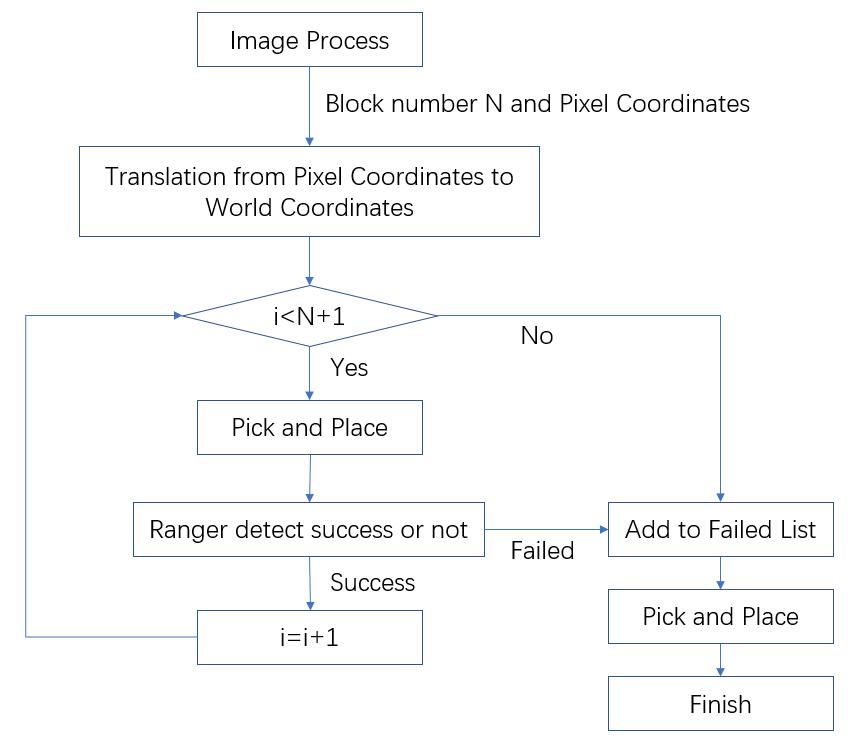 Image Process
Block number N and Pixel Coordinates
Translation from Pixel Coordinates to
World Coordinates
i<N+1
No
Yes
Pick and Place
Ranger detect success or not
Failed
Add to Failed List
Success
Pick and Place
i=i+1
Finish